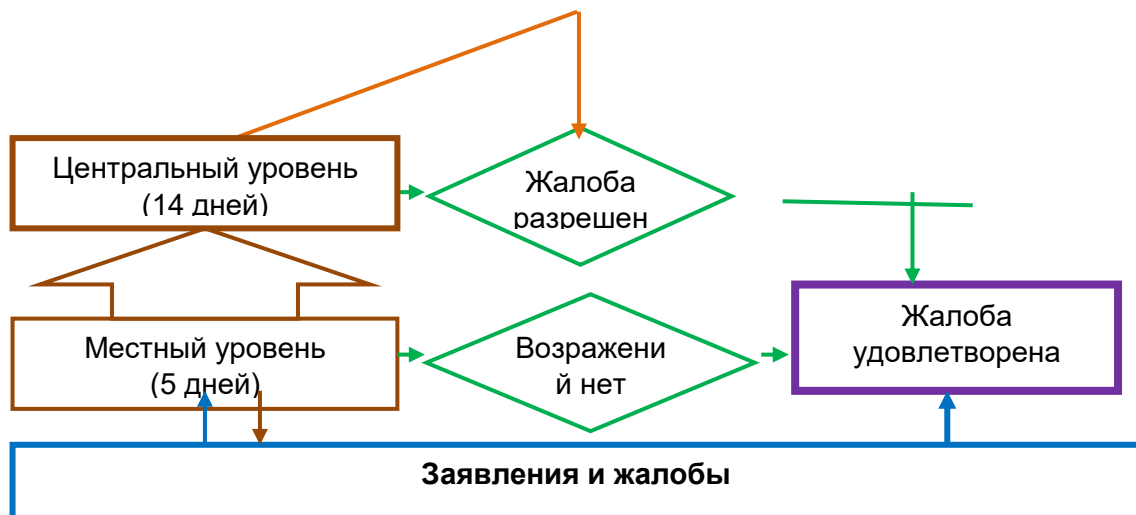 Центральный уровень
(14 дней)
Жалоба
разрешен
Местный уровень
(5 дней)
Возражени
й нет
Жалоба
удовлетворена
Заявления и жалобы